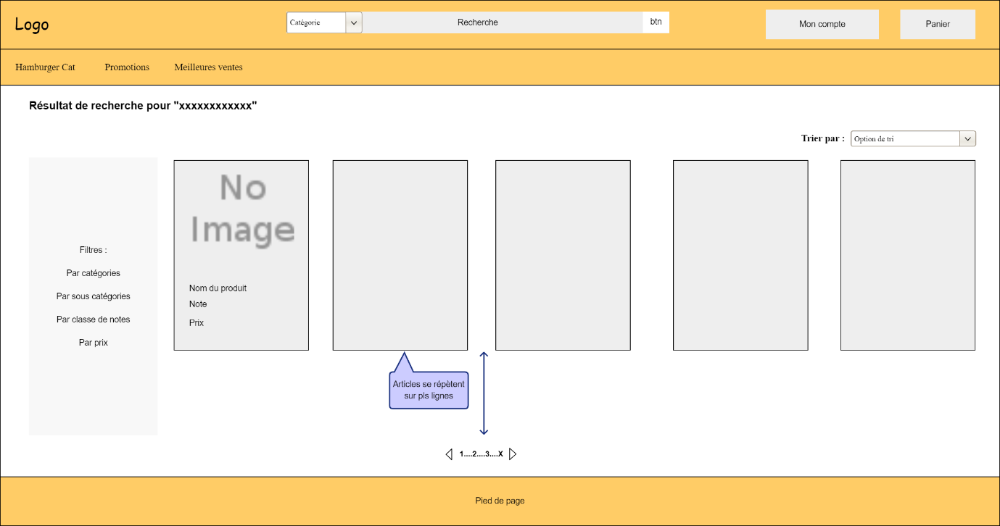 Logo
Catégorie
Recherche
btn
Mon compte
Panier
Hamburger Cat
Promotions
Meilleures ventes
Résultat de recherche pour "xxxxxxxxxxxx"
Trier par :
Option de tri
Filtres :
Par catégories
Par sous catégories
Par classe de notes
Par prix
No
Image
Nom du produit
Note
Prix
Articles se répètent
sur pls lignes
1....2....3....X
Pied de page